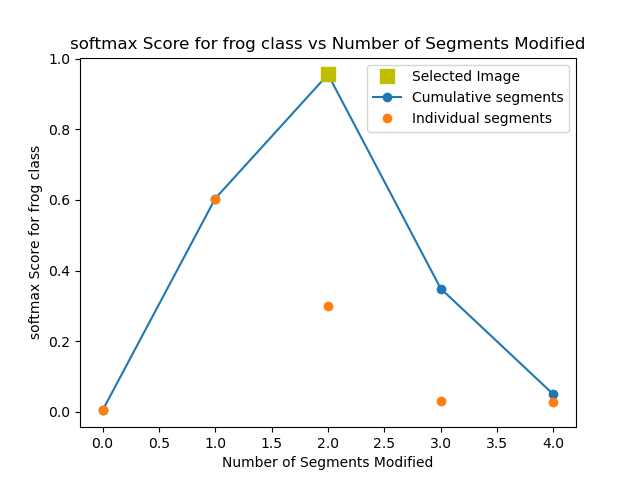 softmax Score for frog class vs Number of Segments Modified
Selected Image
Cumulative segments
Individual segments
softmax Score for frog class
1.0
0.8
0.6
0.4
0.2
0.0
0.0 0.5 1.0 1.5 2.0 2.5 3.0 3.5 4.0
Number of Segments Modified